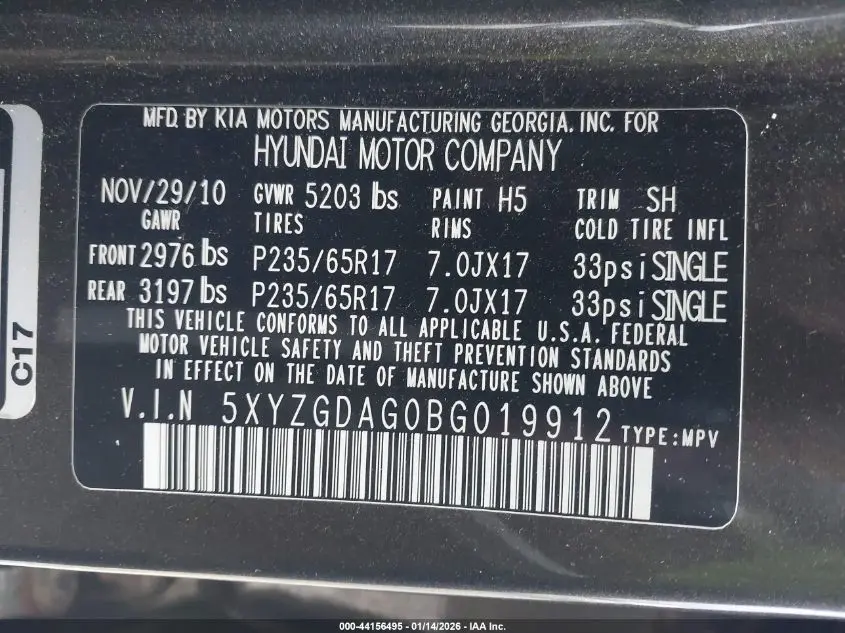 MFD. BY KIA MOTORS MANUFACTURING GEORGIA. INC. FOR
HYUNDAI MOTOR COMPANY
NOV/29/10 GVWR 5203 lbs PAINT H5 TRIM SH
GAWR TIRES RIMS COLD TIRE INFL
FRONT 2976 lbs P235/65R17 7.0JX17 33psi SINGLE
REAR 3197 lbs P235/65R17 7.0JX17 33psi SINGLE
THIS VEHICLE CONFORMS TO ALL APPLICABLE U.S.A. FEDERAL
MOTOR VEHICLE SAFETY AND THEFT PREVENTION STANDARDS
IN EFFECT ON THE DATE OF MANUFACTURE SHOWN ABOVE
V.I.N 5XYZGDAG0BG019912 TYPE:MPV
C17
000-44156495 - 01/14/2026 - IAA Inc.